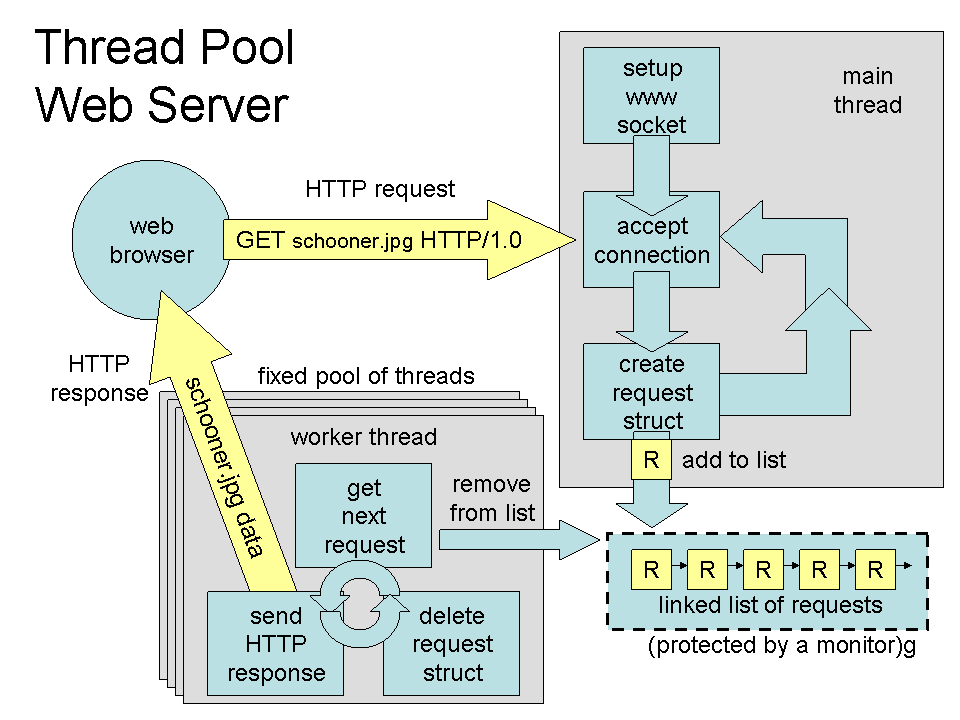 Thread Pool
Web Server
setup
www
socket
main
thread
HTTP request
web
browser
GET schooner.jpg HTTP/1.0
accept
connection
HTTP
response
schooner.jpg data
fixed pool of threads
create
request
struct
worker thread
R
add to list
get
next
request
remove
from list
R R R R R
linked list of requests
(protected by a monitor)g
send
HTTP
response
delete
request
struct